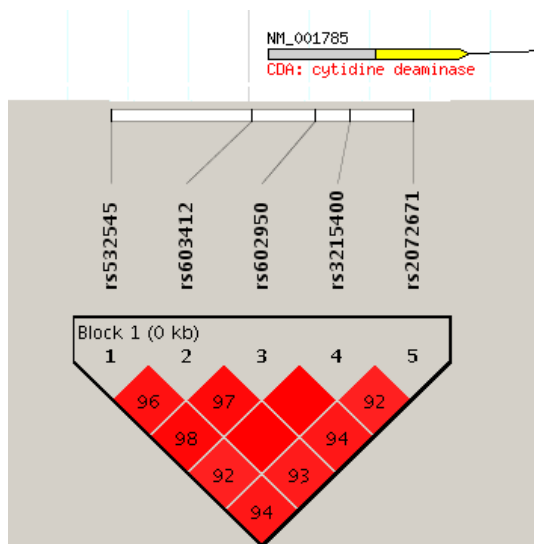 NM_001785
CDA: cytidine deaminase
rs532545
rs603412
rs602950
rs3215400
rs2072671
Block 1 (0 kb)
1 2 3 4 5
96 97 92
98 94
92 93
94